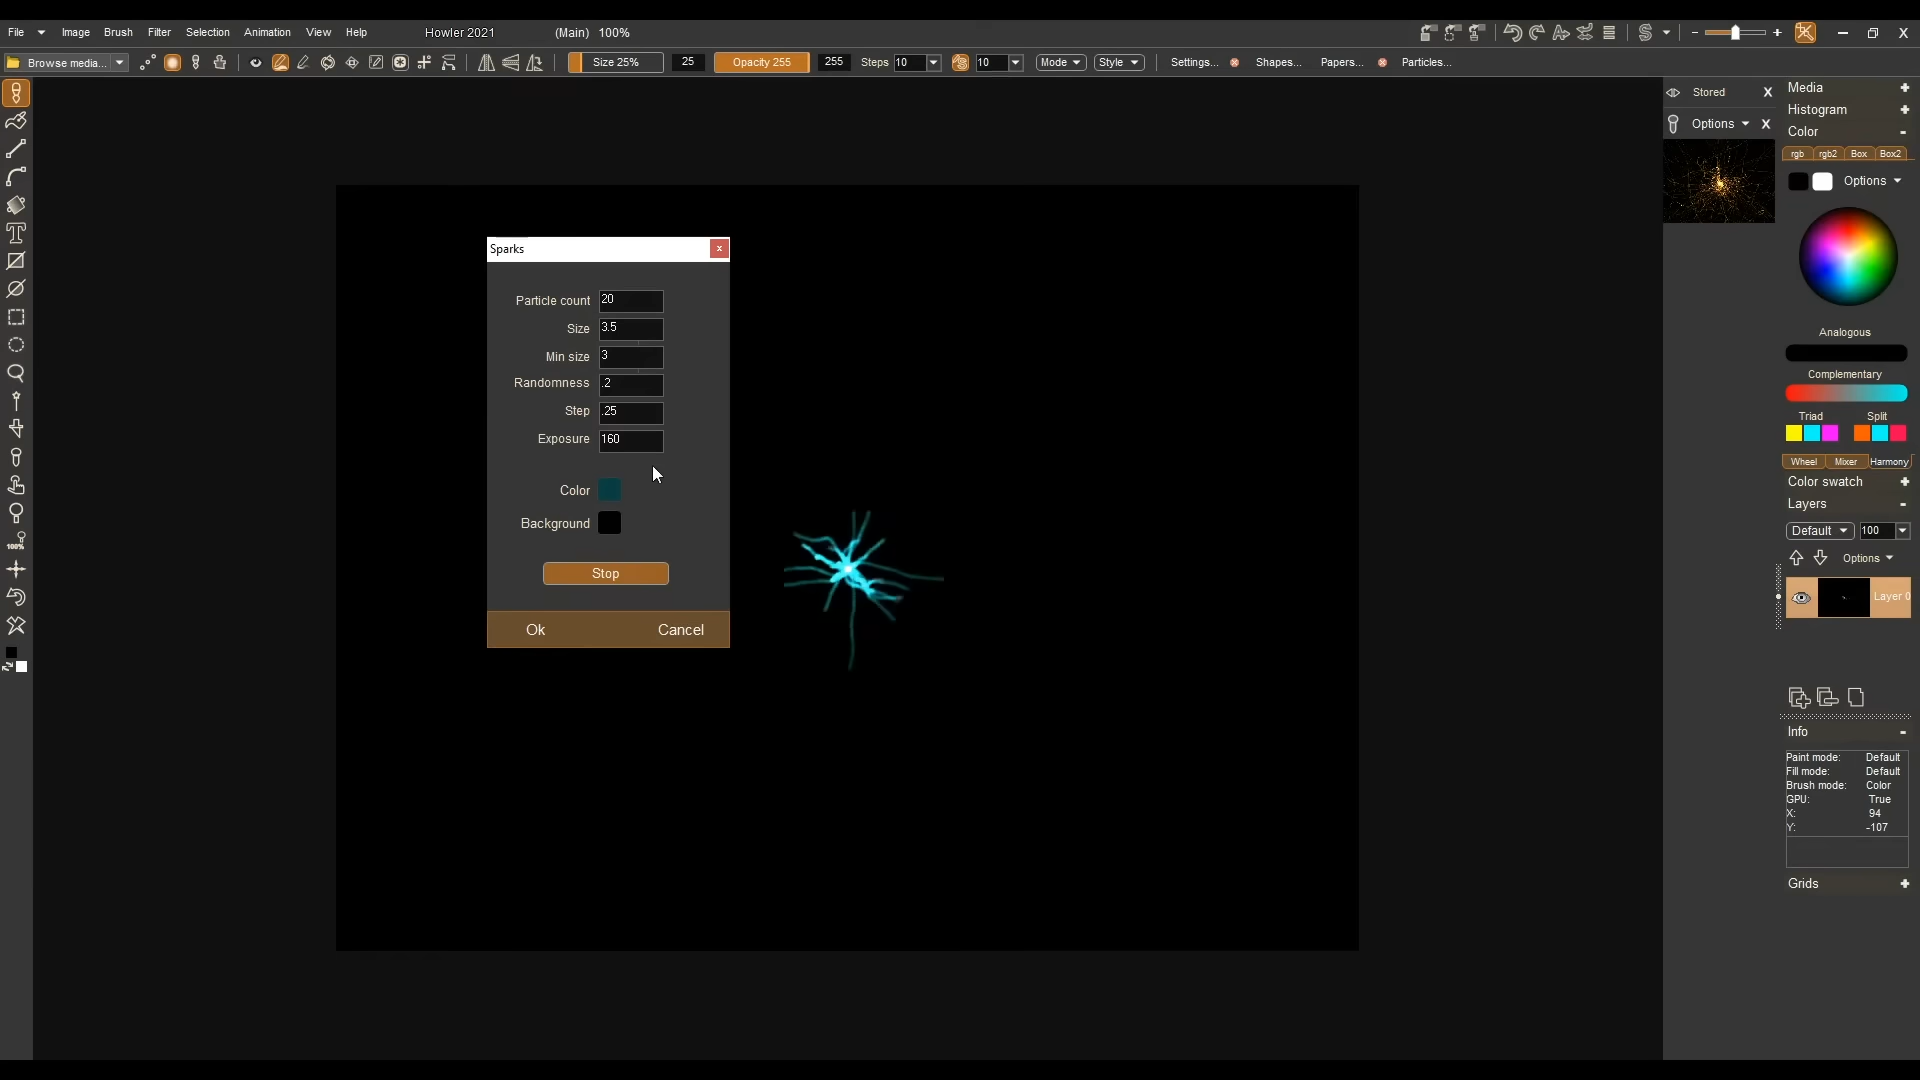 File Image Brush Filter Selection Animation View Help Howler 2021 (Main) 100%
Browse media... Size 25% 25 Opacity 255 255 Steps 10 10 Mode Style Settings... Shapes... Papers... Particles...
Stored X
Options X
Media +
Histogram +
Color -
rgb rgb2 Box Box2
Options
Analogous
Complementary
Triad Split
Wheel Mixer Harmony
Color swatch +
Layers -
Default 100
Options
Layer 0
Info -
Paint mode: Default
Fill mode: Default
Brush mode: Color
GPU: True
X: 94
Y: -107
Grids +
Sparks x
Particle count 20
Size 3.5
Min size 3
Randomness .2
Step .25
Exposure 160
Color
Background
Stop
Ok Cancel
100%